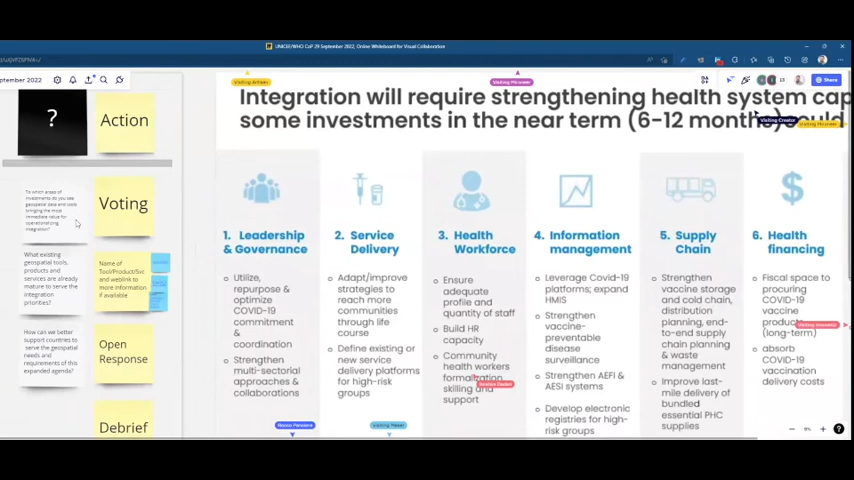 UNICEF/WHO CoP 29 September 2022, Online Whiteboard for Visual Collaboration
ptember 2022
13
Share
Visiting Artisan
Visiting Microver
Visiting Creator
?
Action
Integration will require strengthening health system cap
some investments in the near term (6-12 months) could
To which areas of
investments do you see
geospatial data and tools
bringing the most
immediate value for
operationalizing
integration?
Voting
What existing
geospatial tools,
products and
services are already
mature to serve the
integration
priorities?
Name of
Tool/Product/Svc
and weblink to
more information
if available
How can we better
support countries to
serve the geospatial
needs and
requirements of this
expanded agenda?
Open
Response
Debrief
1. Leadership
& Governance
Utilize,
repurpose &
optimize
COVID-19
commitment
&
coordination
Strengthen
multi-sectoral
approaches &
collaborations
2. Service
Delivery
Adapt/improve
strategies to
reach more
communities
through life
course
Define existing or
new service
delivery platforms
for high-risk
groups
3. Health
Workforce
Ensure
adequate
profile and
quantity of staff
Build HR
capacity
Community
health workers
formalization,
skilling and
support
4. Information
management
Leverage Covid-19
platforms; expand
HMIS
Strengthen
vaccine-
preventable
disease
surveillance
Strengthen AEFI &
AESI systems
Develop electronic
registries for high-
risk groups
5. Supply
Chain
Strengthen
vaccine storage
and cold chain,
distribution
planning, end-
to-end supply
chain planning
& waste
management
Improve last-
mile delivery of
bundled
essential PHC
supplies
6. Health
financing
Fiscal space to
procuring
COVID-19
vaccine
products
(long-term)
absorb
COVID-19
vaccination
delivery costs
Visiting Innovator
Rocco Panciera